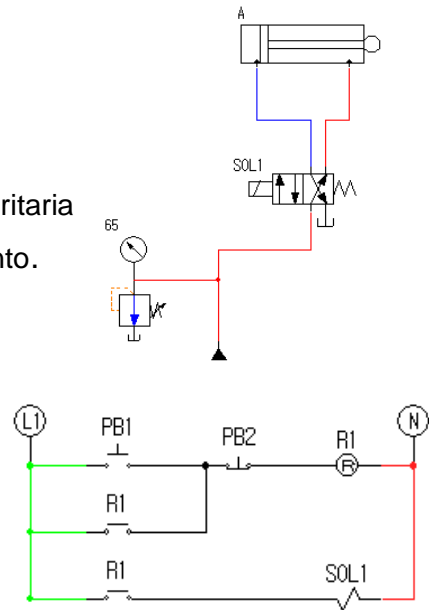 A
SOL1
ritaria
nto.
65
L1
N
PB1
PB2
R1
R
R1
R1
SOL1